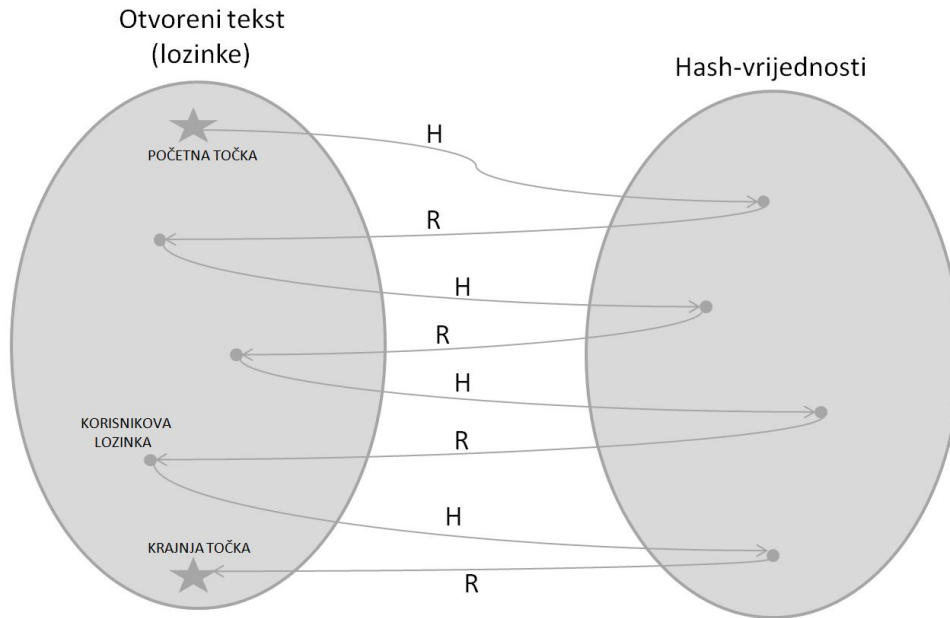 Otvoreni tekst
(lozinke)
Hash-vrijednosti
POČETNA TOČKA
H
R
H
R
H
KORISNIKOVA
LOZINKA
R
H
KRAJNJA TOČKA
R